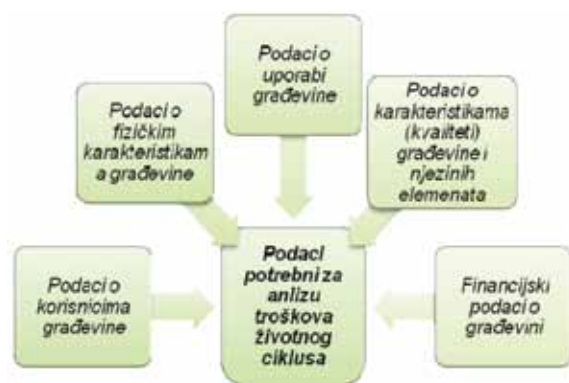 Podaci o
uporabi
građevine
Podaci o
fizičkim
karakteristikam
a građevine
Podaci o
karakteristikama
(kvaliteti)
građevine i
njezinih
elemenata
Podaci o
korisnicima
građevine
Podaci
potrebni za
anlizu
troškova
životnog
ciklusa
Financijski
podaci o
građevini